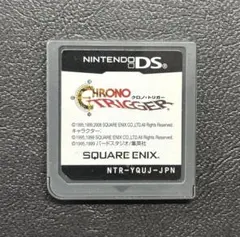 NINTENDO DS
CHRONO
クロノ・トリガー
TRIGGER
©1995,1999,2008 SQUARE ENIX CO.,LTD.All Rights Reserved.
キャラクター
©1995,1999 SQUARE ENIX CO.,LTD.All Rights Reserved.
©1995,1999 バードスタジオ/集英社
SQUARE ENIX
NTR-YQUJ-JPN